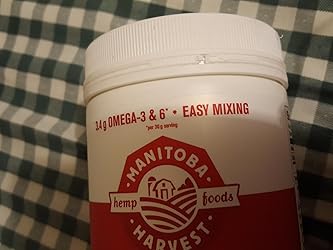 3.4 g OMEGA-3 & 6* • EASY MIXING
*per 30 g serving
MANITOBA
hemp foods
HARVEST